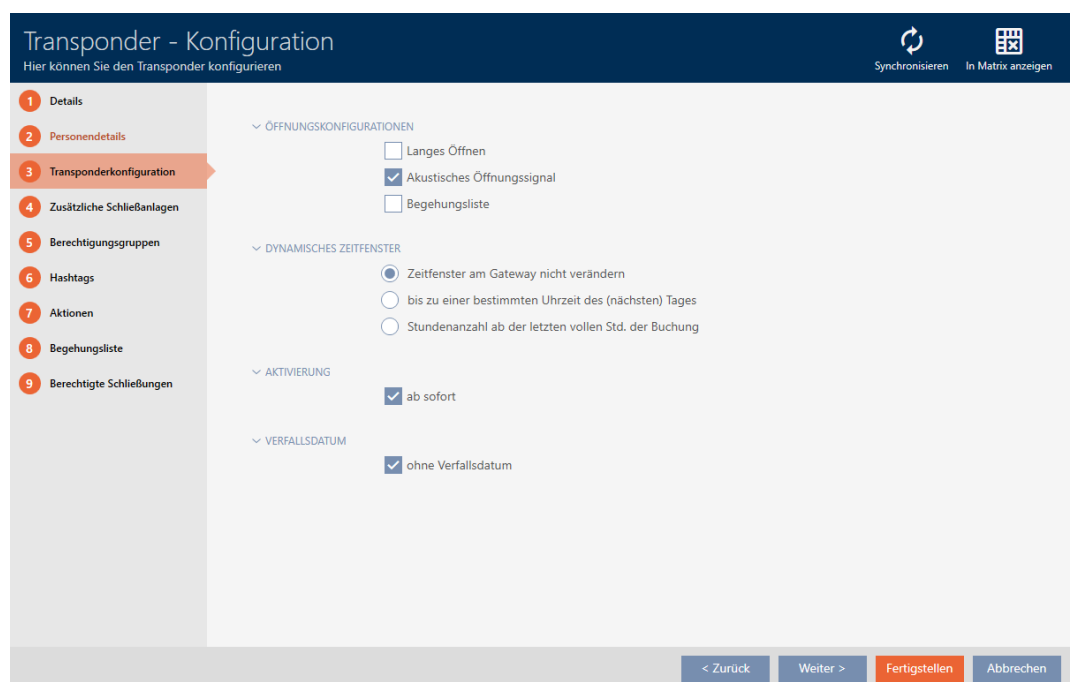 Transponder - Konfiguration
Hier können Sie den Transponder konfigurieren
Synchronisieren
In Matrix anzeigen
1 Details
2 Personendetails
3 Transponderkonfiguration
4 Zusätzliche Schließanlagen
5 Berechtigungsgruppen
6 Hashtags
7 Aktionen
8 Begehungsliste
9 Berechtigte Schließungen
ÖFFNUNGSKONFIGURATIONEN
Langes Öffnen
Akustisches Öffnungssignal
Begehungsliste
DYNAMISCHES ZEITFENSTER
Zeitfenster am Gateway nicht verändern
bis zu einer bestimmten Uhrzeit des (nächsten) Tages
Stundenanzahl ab der letzten vollen Std. der Buchung
AKTIVIERUNG
ab sofort
VERFALLSDATUM
ohne Verfallsdatum
< Zurück
Weiter >
Fertigstellen
Abbrechen